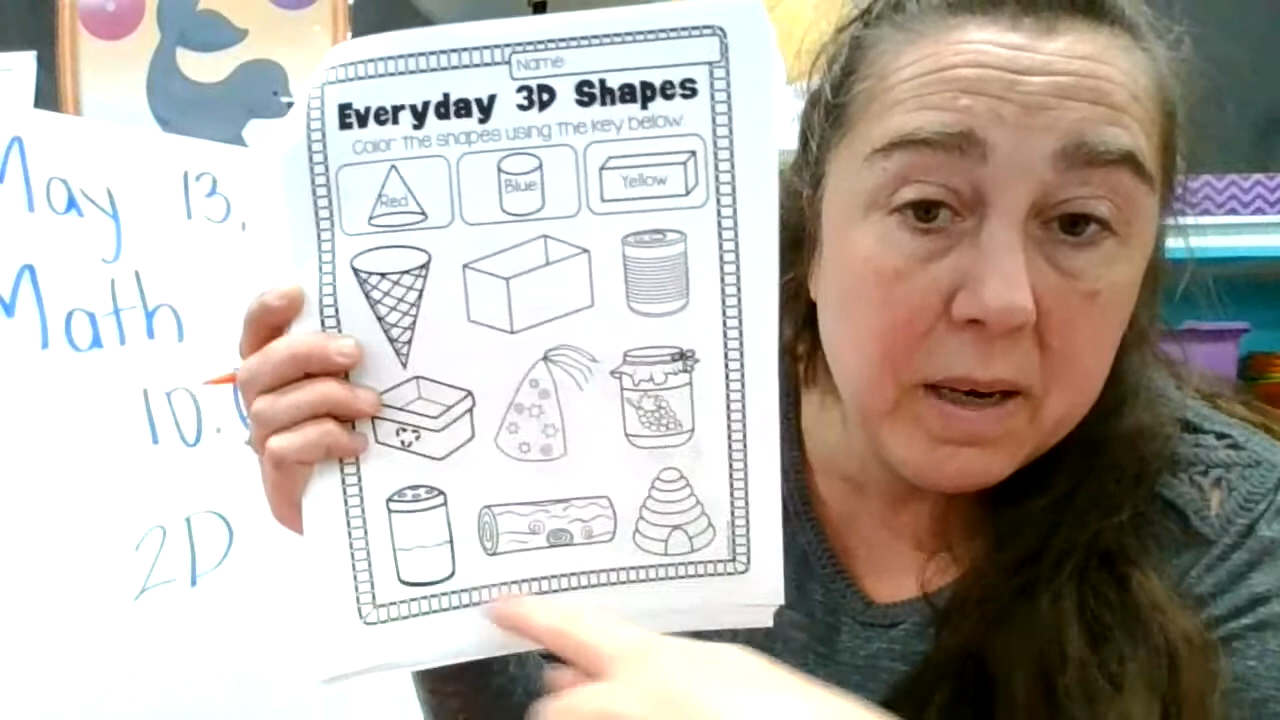 May 13,
Math
10.
2D
Name
Everyday 3D Shapes
Color the shapes using the key below
Red
Blue
Yellow